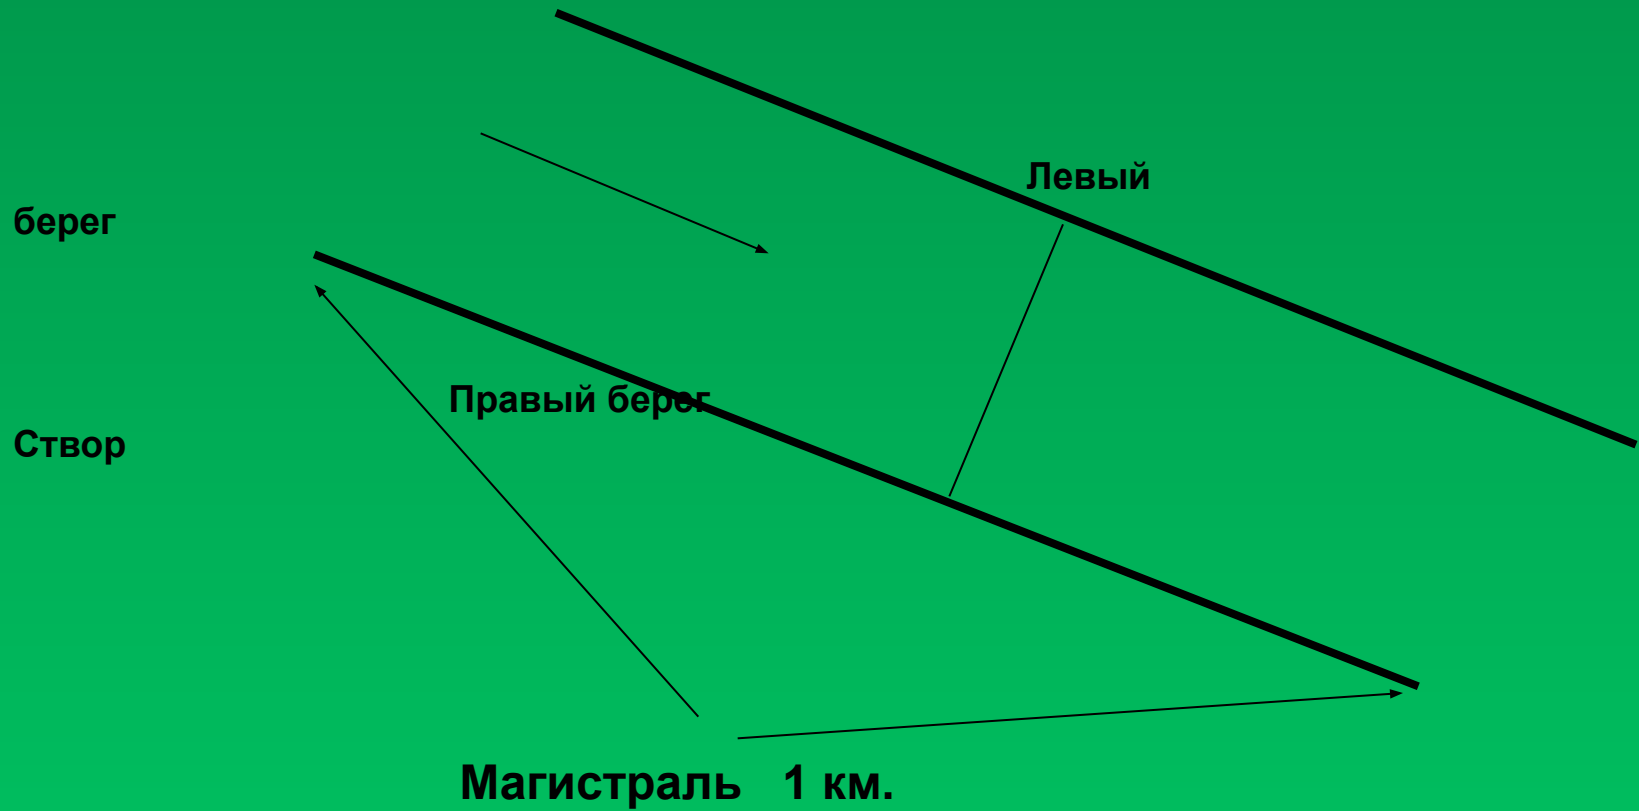 Левый
берег
Правый берег
Створ
Магистраль 1 км.